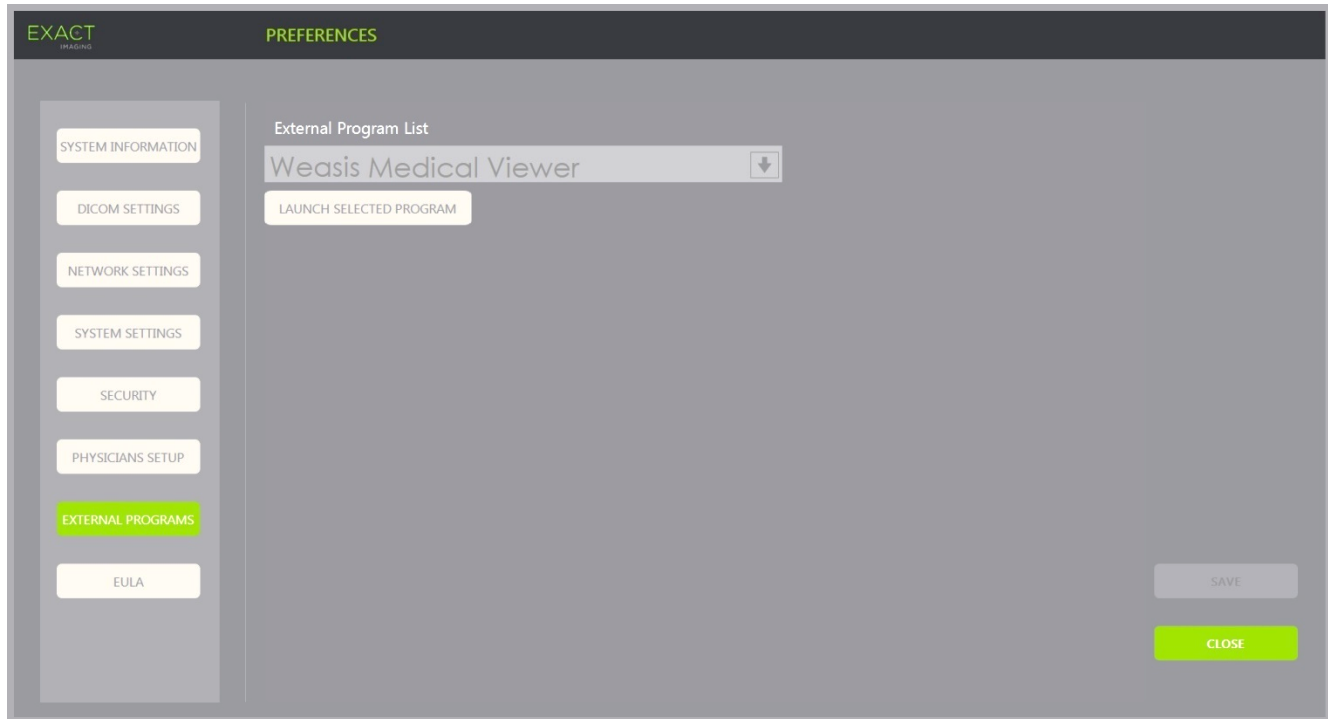 EXACT
IMAGING
PREFERENCES
SYSTEM INFORMATION
DICOM SETTINGS
NETWORK SETTINGS
SYSTEM SETTINGS
SECURITY
PHYSICIANS SETUP
EXTERNAL PROGRAMS
EULA
External Program List
Weasis Medical Viewer
LAUNCH SELECTED PROGRAM
SAVE
CLOSE